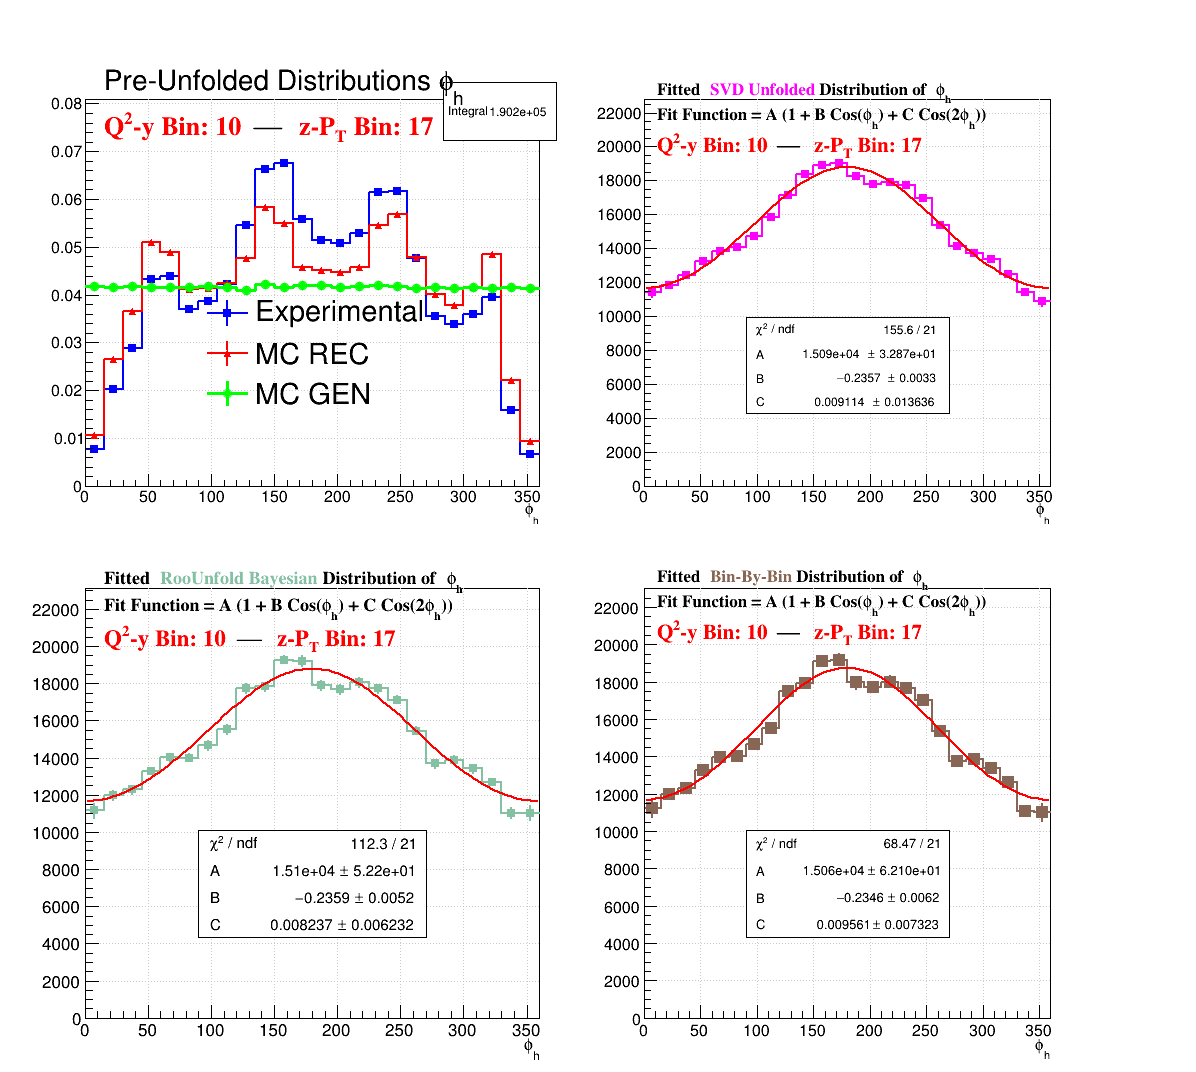 Pre-Unfolded Distributions ϕh
Integral 1.902e+05
Q²-y Bin: 10 — z-PT Bin: 17
0.08
0.07
0.06
0.05
0.04
0.03
0.02
0.01
0
Experimental
MC REC
MC GEN
0 50 100 150 200 250 300 350
ϕh
Fitted SVD Unfolded Distribution of ϕh
Fit Function = A (1 + B Cos(ϕh) + C Cos(2ϕh))
Q²-y Bin: 10 — z-PT Bin: 17
22000
20000
18000
16000
14000
12000
10000
8000
6000
4000
2000
0
χ² / ndf 155.6 / 21
A 1.509e+04 ± 3.287e+01
B −0.2357 ± 0.0033
C 0.009114 ± 0.013636
0 50 100 150 200 250 300 350
ϕh
Fitted RooUnfold Bayesian Distribution of ϕh
Fit Function = A (1 + B Cos(ϕh) + C Cos(2ϕh))
Q²-y Bin: 10 — z-PT Bin: 17
22000
20000
18000
16000
14000
12000
10000
8000
6000
4000
2000
0
χ² / ndf 112.3 / 21
A 1.51e+04 ± 5.22e+01
B −0.2359 ± 0.0052
C 0.008237 ± 0.006232
0 50 100 150 200 250 300 350
ϕh
Fitted Bin-By-Bin Distribution of ϕh
Fit Function = A (1 + B Cos(ϕh) + C Cos(2ϕh))
Q²-y Bin: 10 — z-PT Bin: 17
22000
20000
18000
16000
14000
12000
10000
8000
6000
4000
2000
0
χ² / ndf 68.47 / 21
A 1.506e+04 ± 6.210e+01
B −0.2346 ± 0.0062
C 0.009561 ± 0.007323
0 50 100 150 200 250 300 350
ϕh